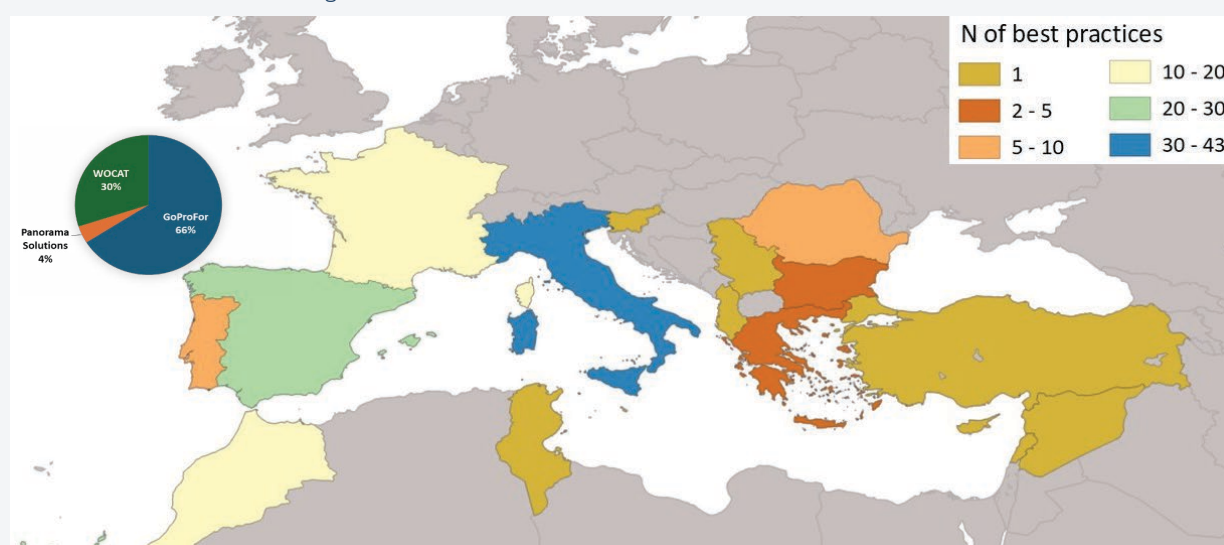 N of best practices
1
2 - 5
5 - 10
10 - 20
20 - 30
30 - 43
WOCAT
30%
GoProFor
66%
Panorama
Solutions
4%